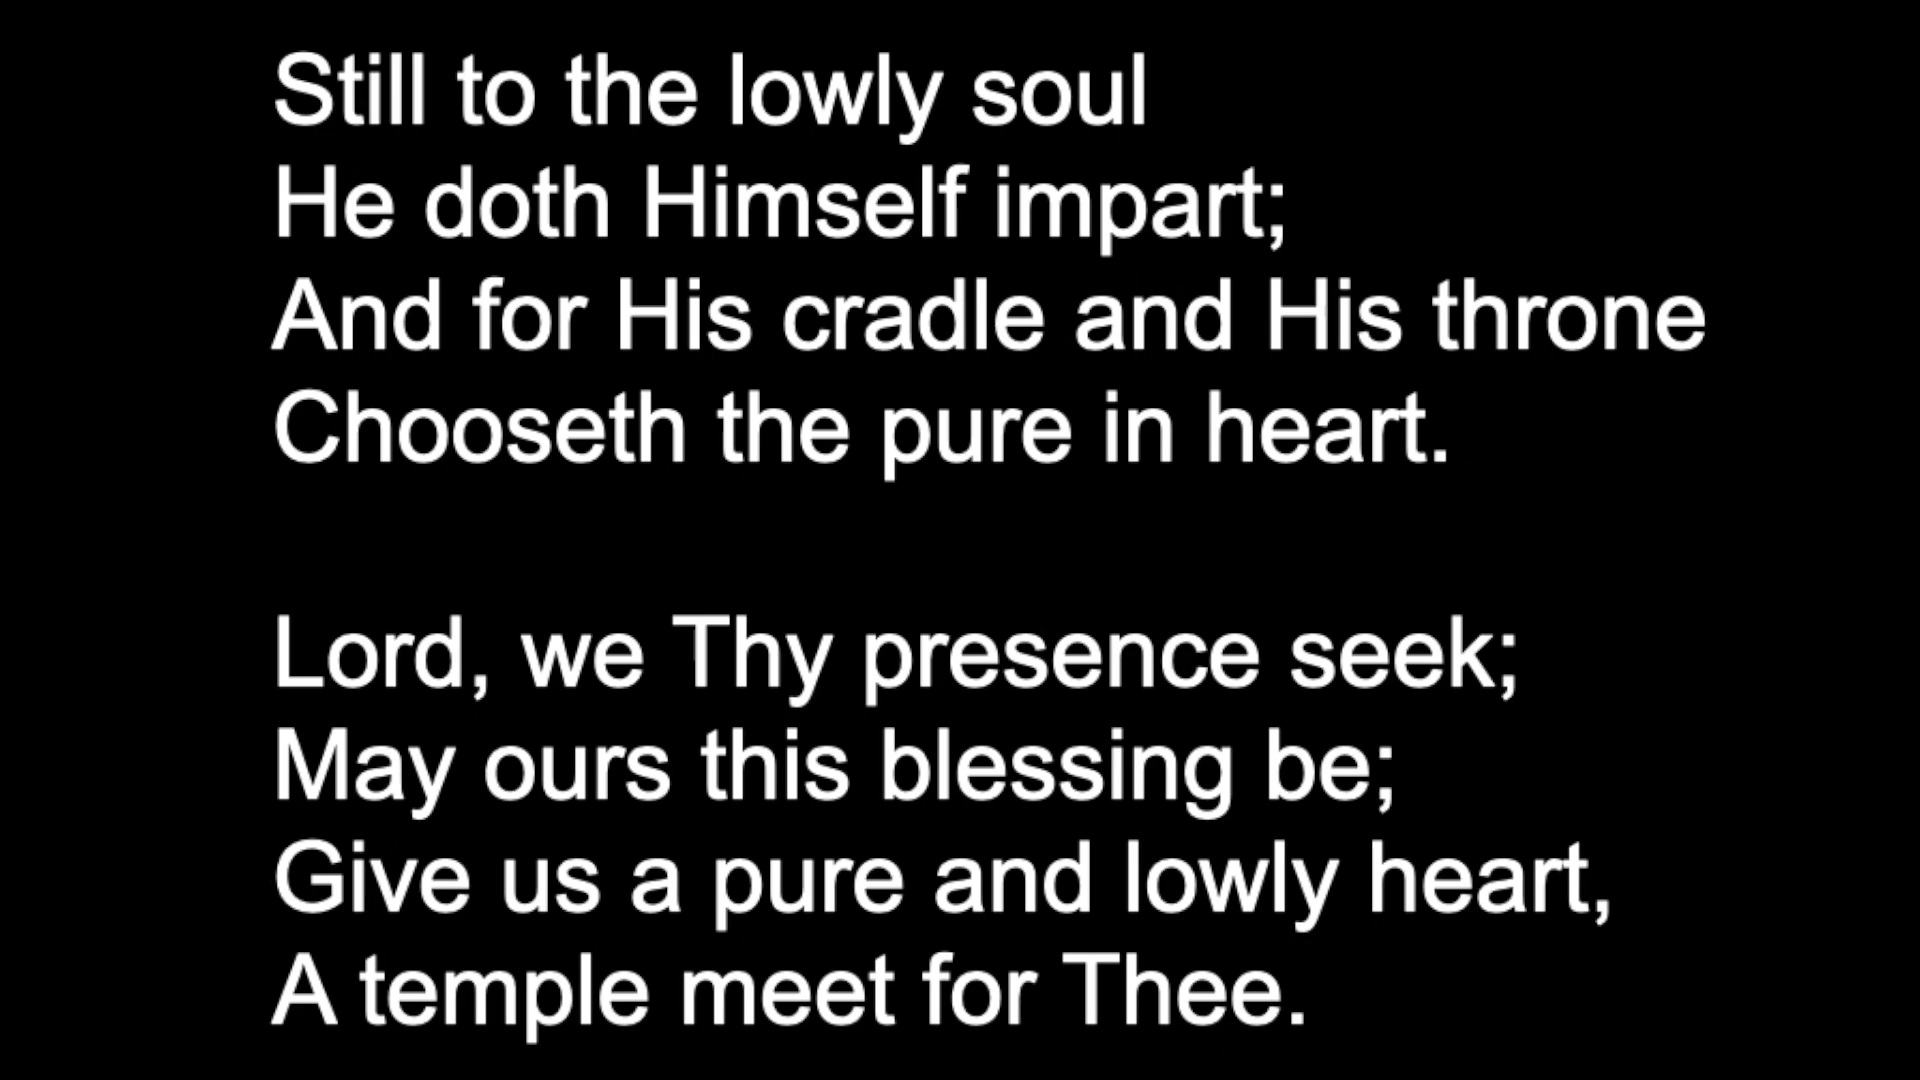 Still to the lowly soul
He doth Himself impart;
And for His cradle and His throne
Chooseth the pure in heart.
Lord, we Thy presence seek;
May ours this blessing be;
Give us a pure and lowly heart,
A temple meet for Thee.